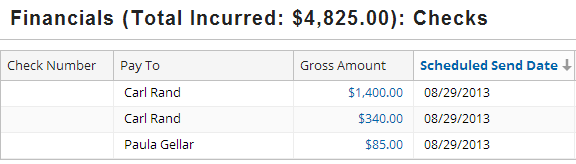 Financials (Total Incurred: $4,825.00): Checks
Check Number Pay To Gross Amount Scheduled Send Date ↓
Carl Rand $1,400.00 08/29/2013
Carl Rand $340.00 08/29/2013
Paula Gellar $85.00 08/29/2013